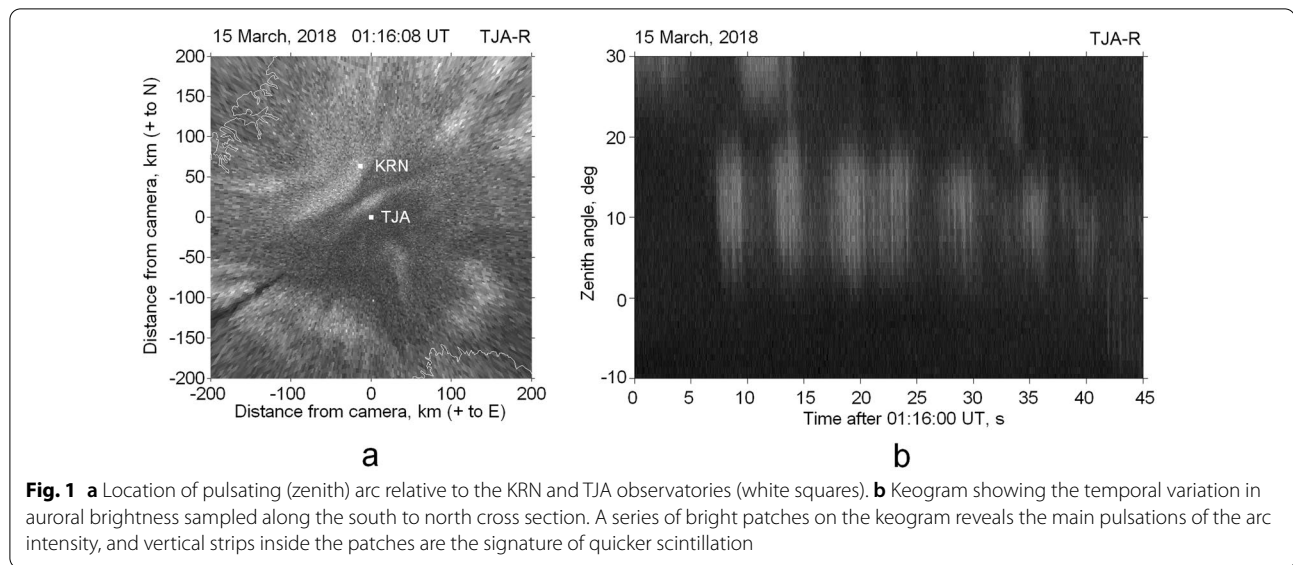 15 March, 2018 01:16:08 UT TJA-R
200
150
100
50
0
-50
-100
-150
-200
Distance from camera, km (+ to N)
KRN
TJA
-200 -100 0 100 200
Distance from camera, km (+ to E)
a
15 March, 2018 TJA-R
30
20
10
0
-10
Zenith angle, deg
0 5 10 15 20 25 30 35 40 45
Time after 01:16:00 UT, s
b
Fig. 1 a Location of pulsating (zenith) arc relative to the KRN and TJA observatories (white squares). b Keogram showing the temporal variation in
auroral brightness sampled along the south to north cross section. A series of bright patches on the keogram reveals the main pulsations of the arc
intensity, and vertical strips inside the patches are the signature of quicker scintillation